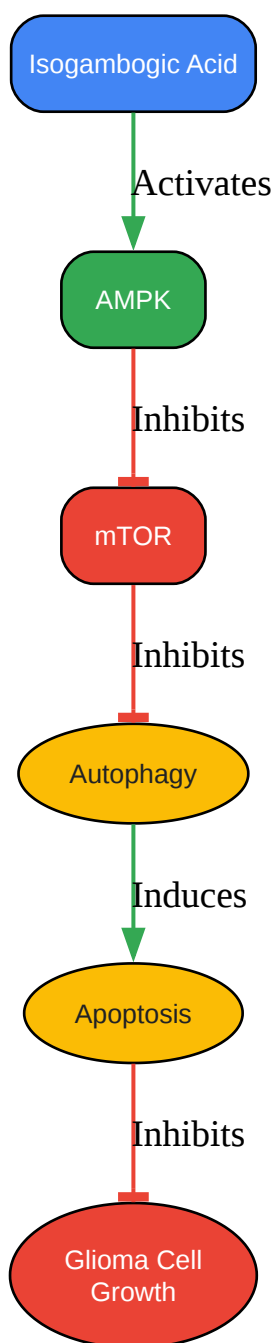 Isogambogic Acid
Activates
AMPK
Inhibits
mTOR
Inhibits
Autophagy
Induces
Apoptosis
Inhibits
Glioma Cell
Growth